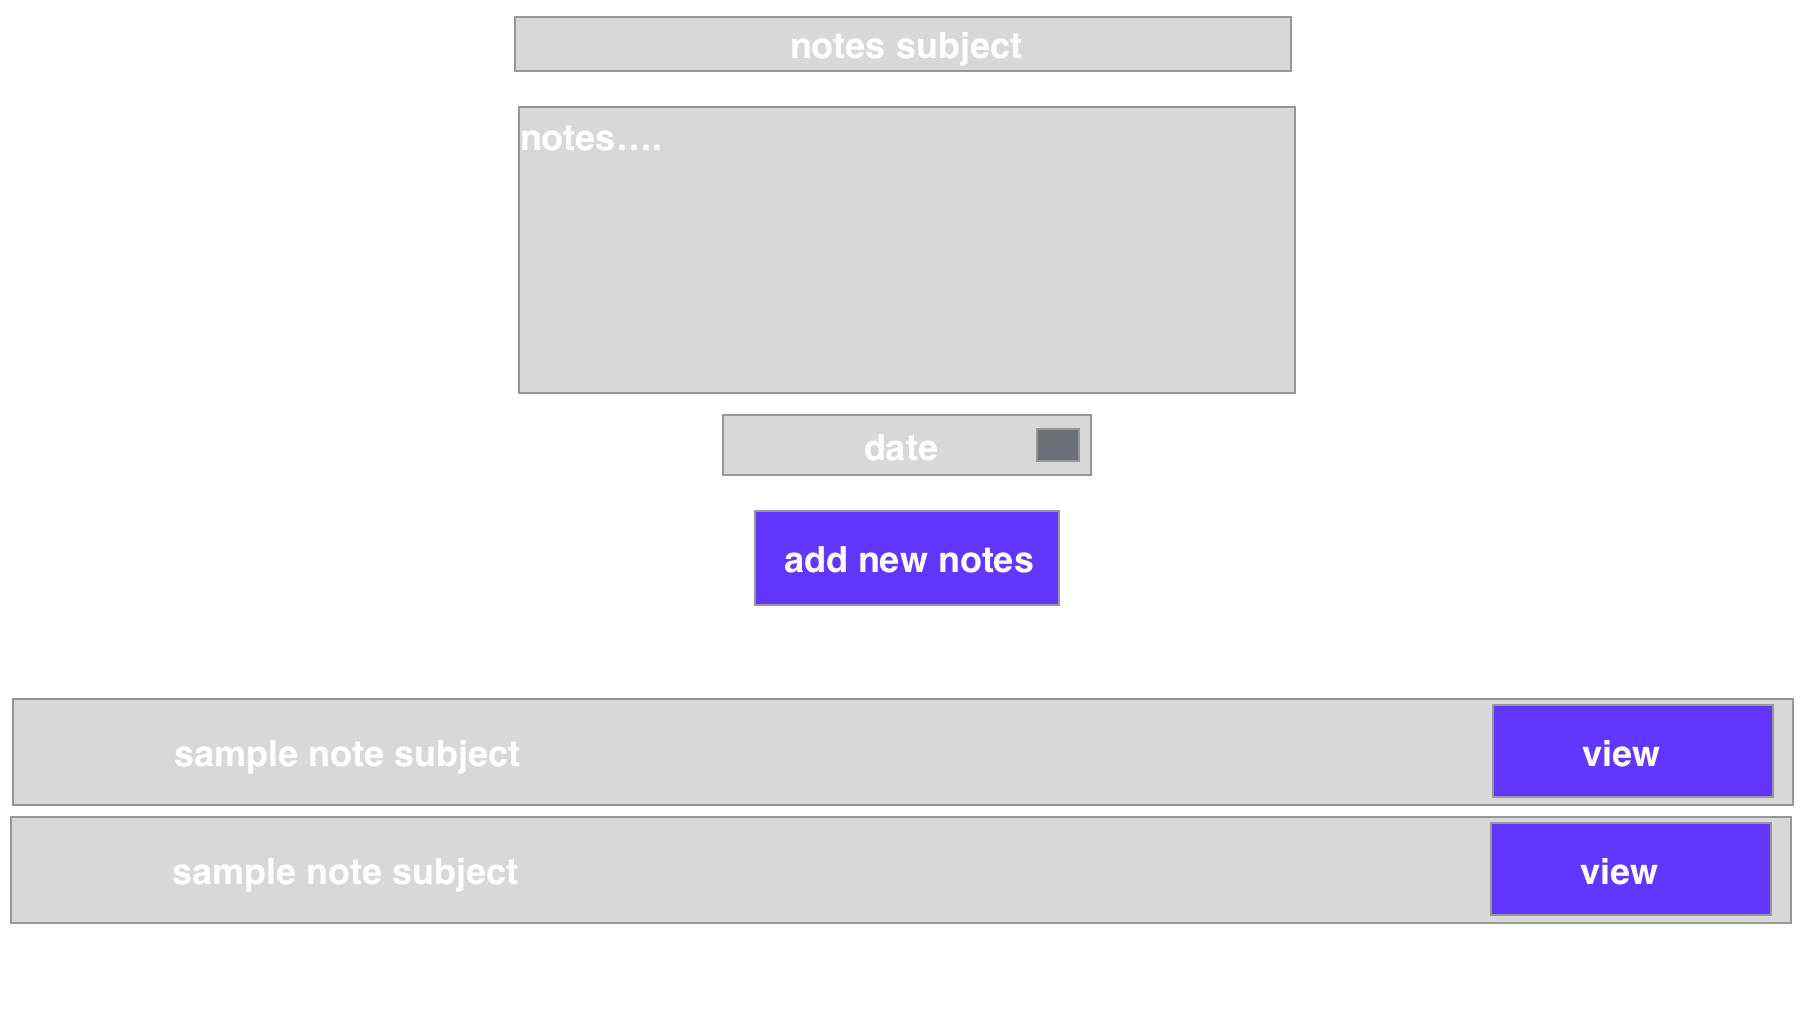 notes subject
notes….
date
add new notes
sample note subject
view
sample note subject
view